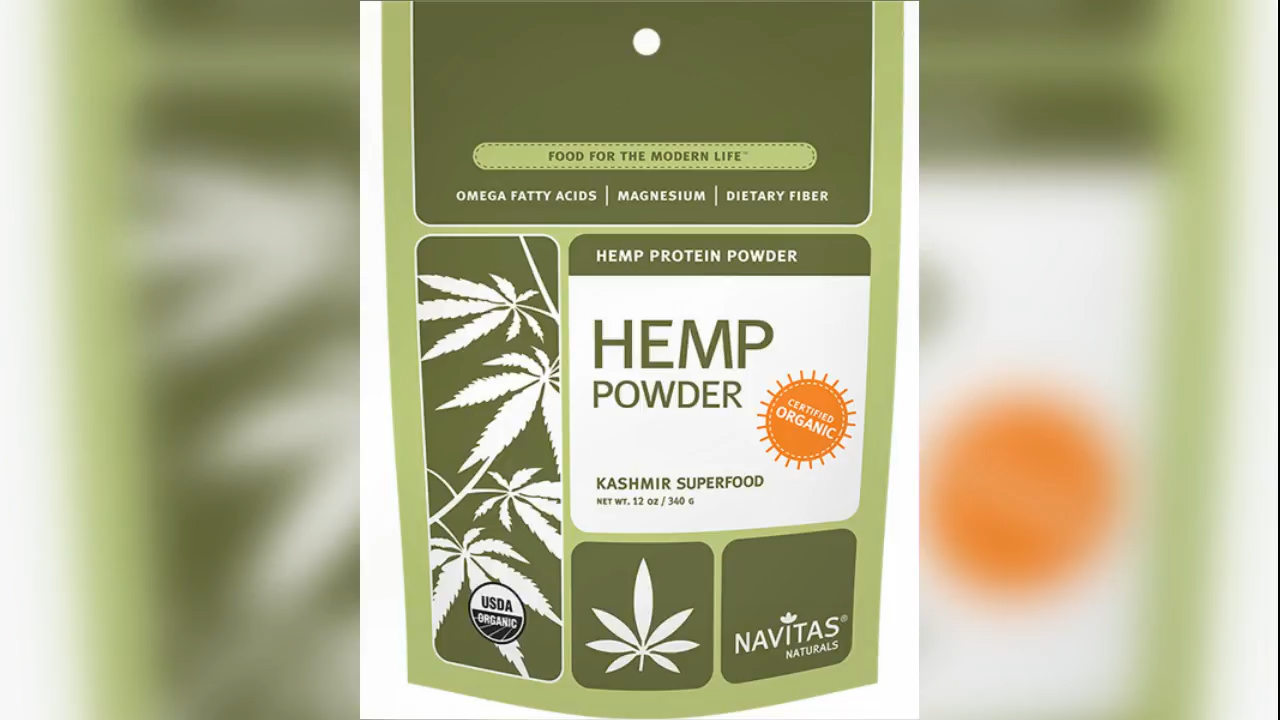 FOOD FOR THE MODERN LIFE™
OMEGA FATTY ACIDS | MAGNESIUM | DIETARY FIBER
HEMP PROTEIN POWDER
HEMP
POWDER
CERTIFIED
ORGANIC
KASHMIR SUPERFOOD
NET WT. 12 OZ / 340 G
USDA
ORGANIC
NAVITAS®
NATURALS